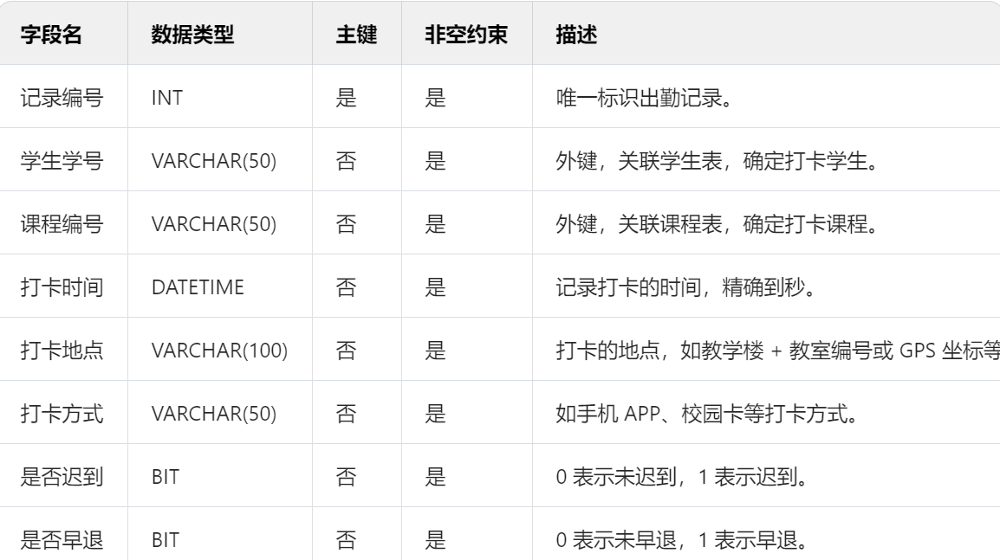 字段名 数据类型 主键 非空约束 描述
记录编号 INT 是 是 唯一标识出勤记录。
学生学号 VARCHAR(50) 否 是 外键，关联学生表，确定打卡学生。
课程编号 VARCHAR(50) 否 是 外键，关联课程表，确定打卡课程。
打卡时间 DATETIME 否 是 记录打卡的时间，精确到秒。
打卡地点 VARCHAR(100) 否 是 打卡的地点，如教学楼 + 教室编号或 GPS 坐标等
打卡方式 VARCHAR(50) 否 是 如手机 APP、校园卡等打卡方式。
是否迟到 BIT 否 是 0 表示未迟到，1 表示迟到。
是否早退 BIT 否 是 0 表示未早退，1 表示早退。